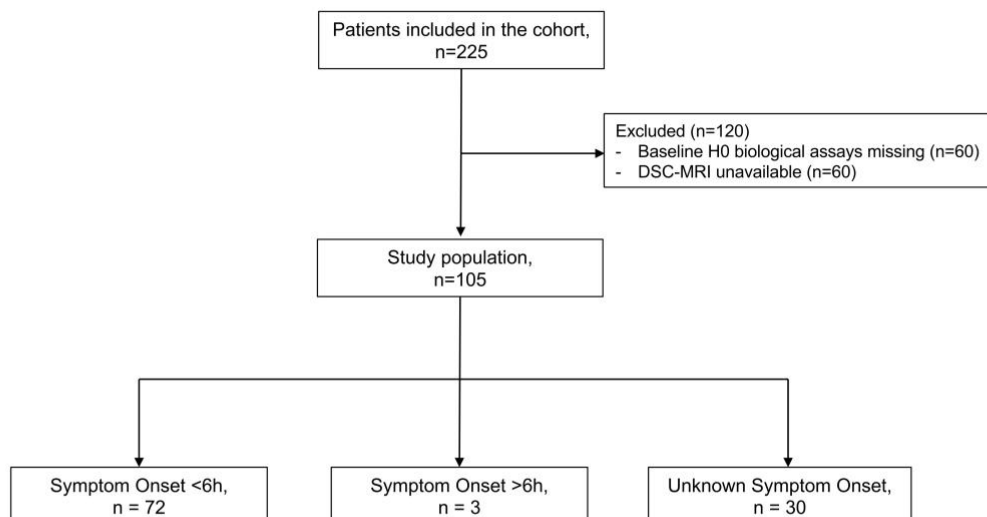 Patients included in the cohort,
n=225
Excluded (n=120)
- Baseline H0 biological assays missing (n=60)
- DSC-MRI unavailable (n=60)
Study population,
n=105
Symptom Onset <6h,
n = 72
Symptom Onset >6h,
n = 3
Unknown Symptom Onset,
n = 30